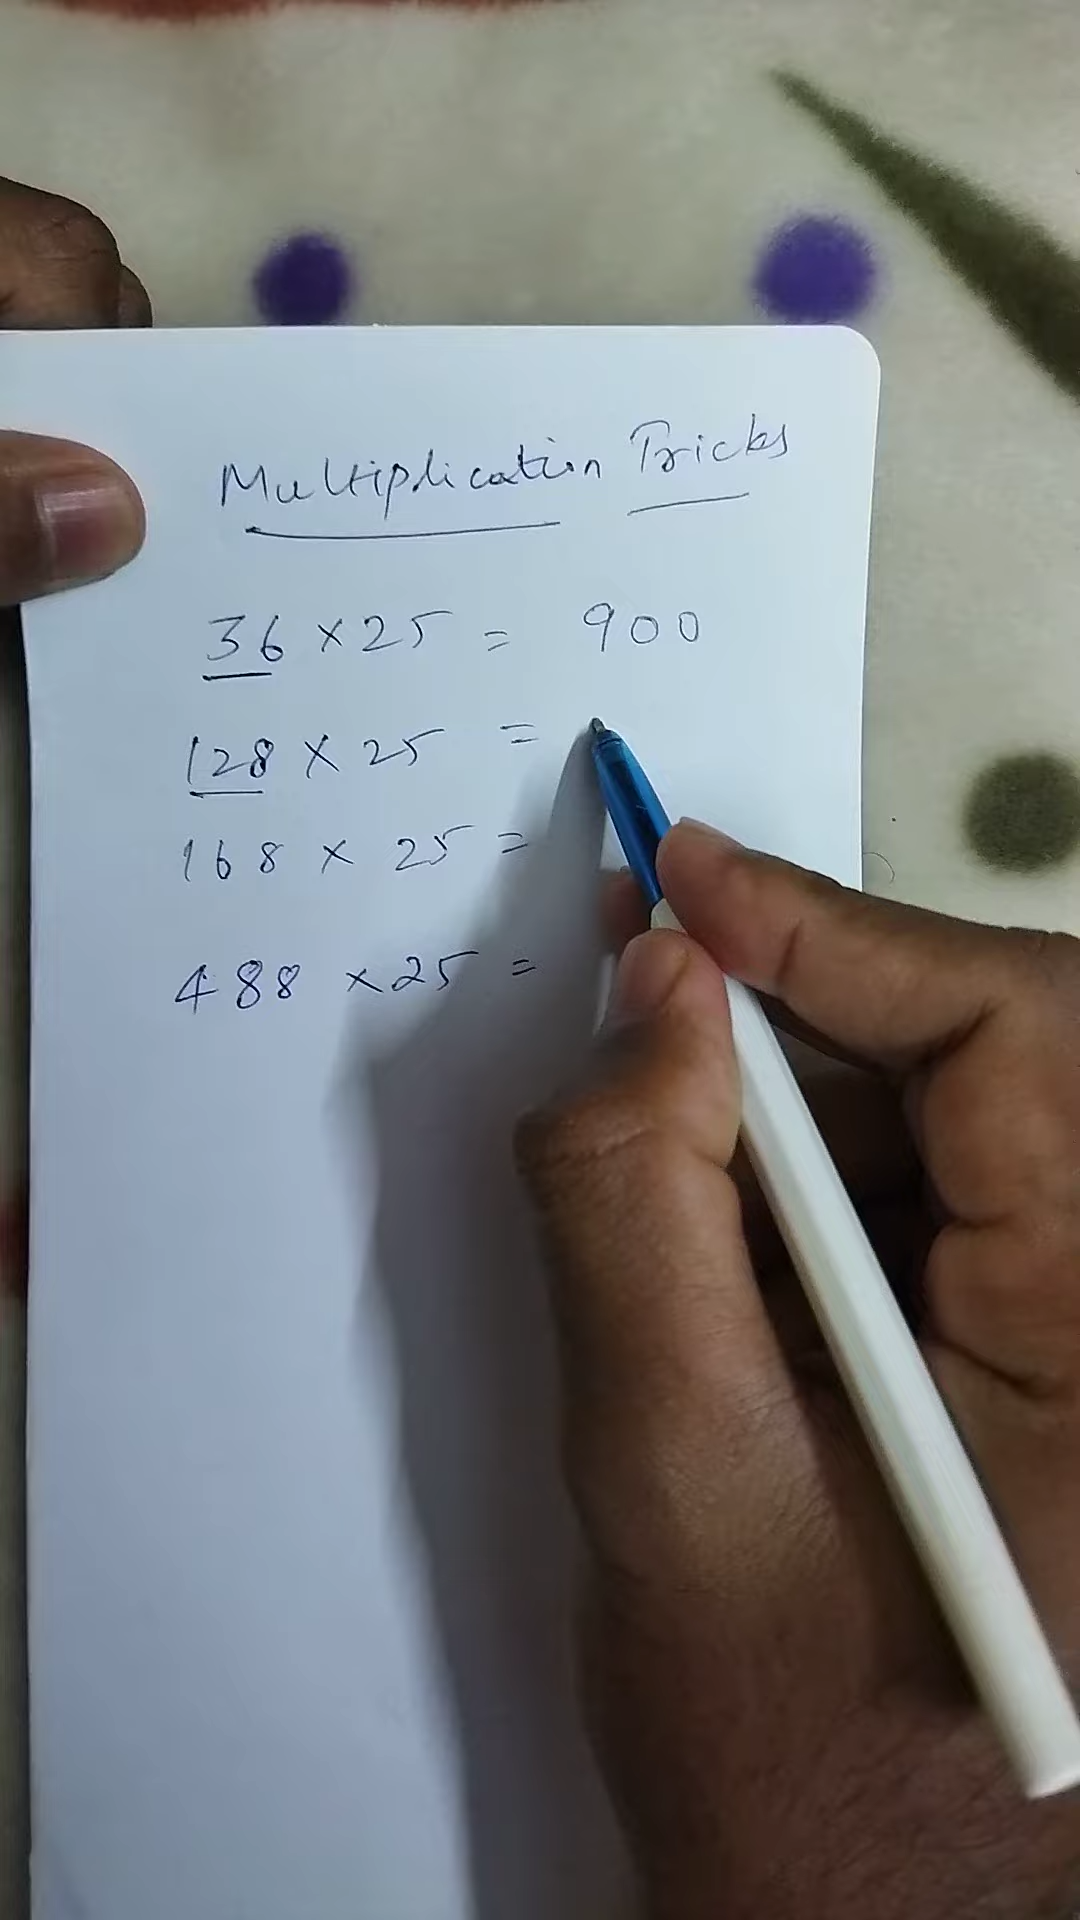 Multiplication Tricks
36 × 25 = 900
128 × 25 =
168 × 25 =
488 × 25 =